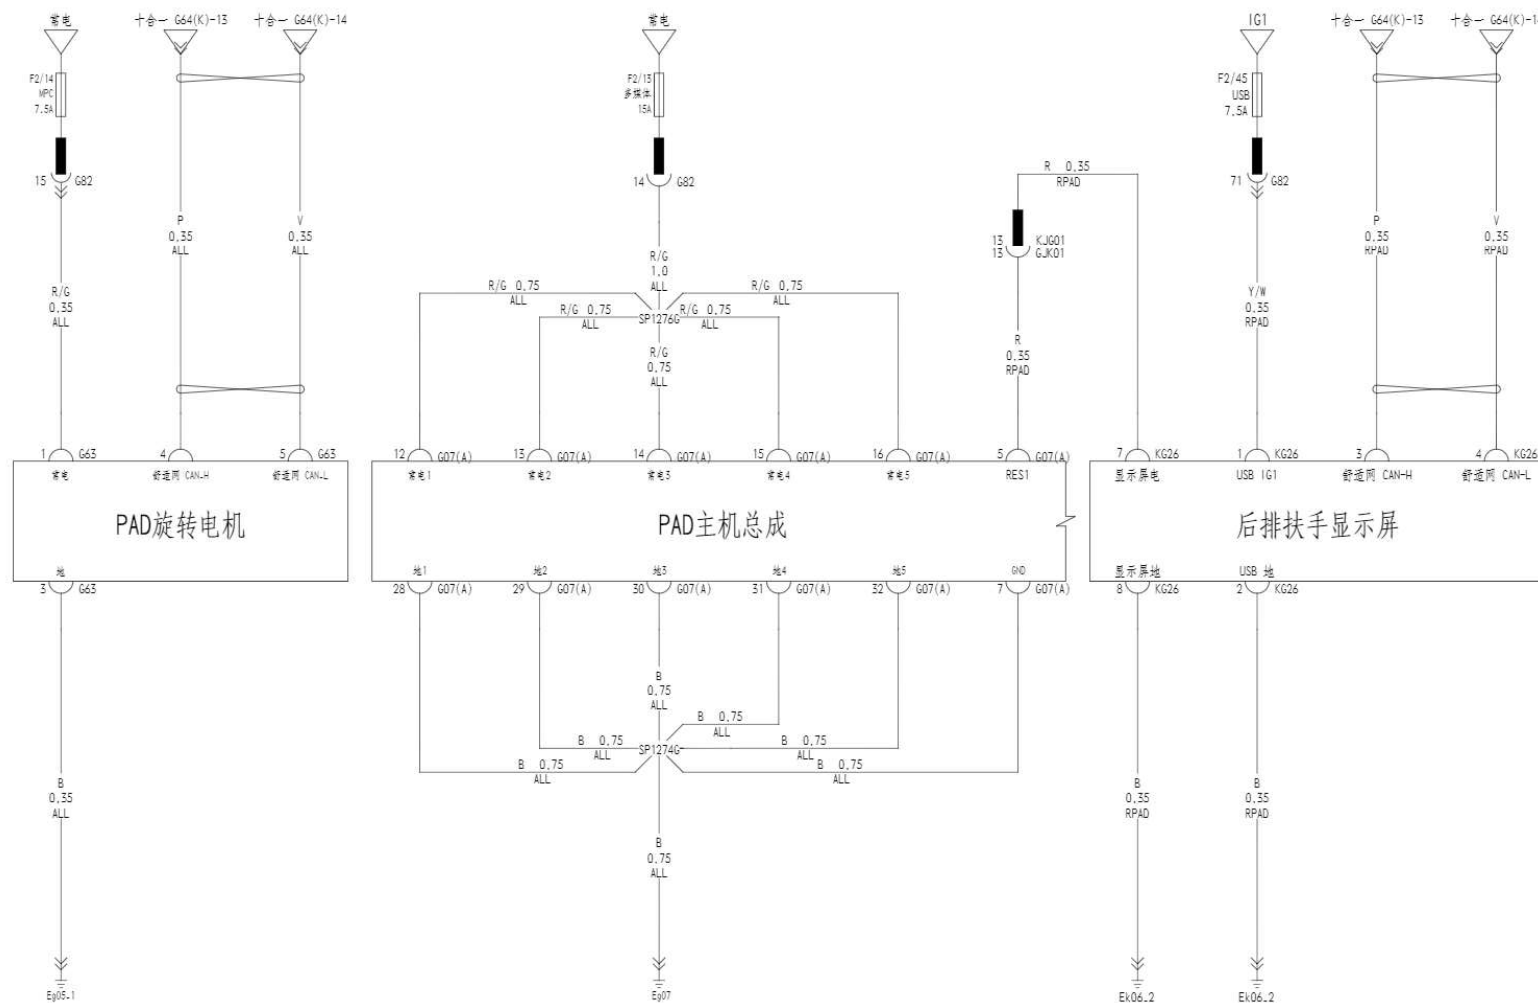 常电
十合一 G64(K)-13
十合一 G64(K)-14
常电
IG1
十合一 G64(K)-13
十合一 G64(K)-1
F2/14
MPC
7.5A
F2/13
多媒体
15A
F2/45
USB
7.5A
15 G82
14 G82
R 0.35
RPAD
71 G82
P
0.35
ALL
V
0.35
ALL
13 KJG01
13 GJK01
P
0.35
RPAD
V
0.35
RPAD
R/G
0.35
ALL
R/G
1.0
ALL
R/G 0.75
ALL
R/G 0.75
ALL
R/G 0.75
ALL
SP1276G
R/G 0.75
ALL
R/G
0.75
ALL
R
0.35
RPAD
Y/W
0.35
RPAD
1 G63
4
5 G63
12 G07(A)
13 G07(A)
14 G07(A)
15 G07(A)
16 G07(A)
5 G07(A)
7 KG26
1 KG26
3 KG26
4 KG26
常电
舒适网 CAN-H
舒适网 CAN-L
常电1
常电2
常电3
常电4
常电5
RES1
显示屏电
USB IG1
舒适网 CAN-H
舒适网 CAN-L
PAD旋转电机
PAD主机总成
后排扶手显示屏
地
地1
地2
地3
地4
地5
GND
显示屏地
USB 地
3 G63
28 G07(A)
29 G07(A)
30 G07(A)
31 G07(A)
32 G07(A)
7 G07(A)
8 KG26
2 KG26
B
0.75
ALL
B 0.75
ALL
B 0.75
ALL
SP1274G
B 0.75
ALL
B 0.75
ALL
B 0.75
ALL
B
0.35
ALL
B
0.75
ALL
B
0.35
RPAD
B
0.35
RPAD
Eg05-1
Eg07
Ek06-2
Ek06-2